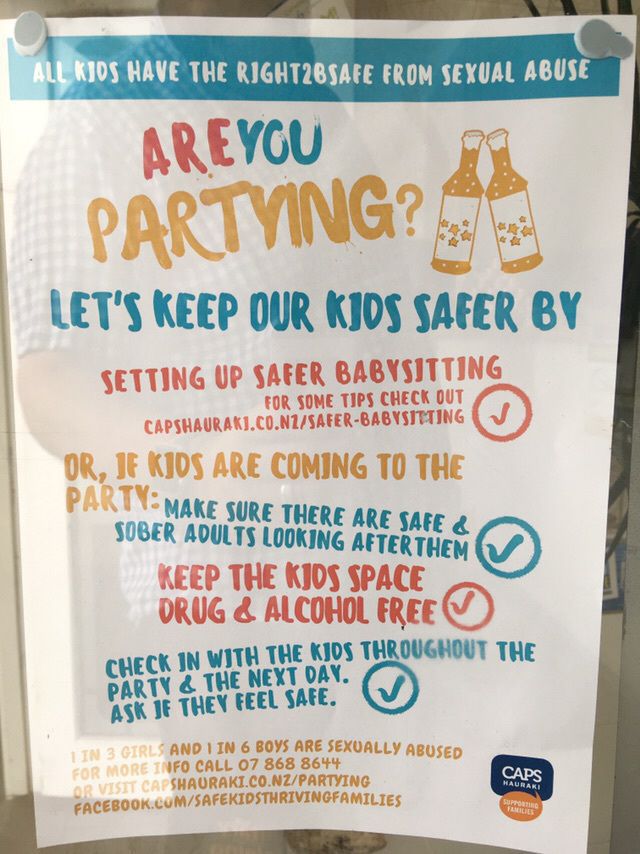 ALL KIDS HAVE THE RIGHT2BSAFE FROM SEXUAL ABUSE
ARE YOU
PARTYING?
LET'S KEEP OUR KIDS SAFER BY
SETTING UP SAFER BABYSITTING
FOR SOME TIPS CHECK OUT
CAPSHAURAKI.CO.NZ/SAFER-BABYSITTING
OR, IF KIDS ARE COMING TO THE
PARTY: MAKE SURE THERE ARE SAFE &
SOBER ADULTS LOOKING AFTERTHEM
KEEP THE KIDS SPACE
DRUG & ALCOHOL FREE
CHECK IN WITH THE KIDS THROUGHOUT THE
PARTY & THE NEXT DAY.
ASK IF THEY FEEL SAFE.
1 IN 3 GIRLS AND 1 IN 6 BOYS ARE SEXUALLY ABUSED
FOR MORE INFO CALL 07 868 8644
OR VISIT CAPSHAURAKI.CO.NZ/PARTYING
FACEBOOK.COM/SAFEKIDSTHRIVINGFAMILIES
CAPS
HAURAKI
SUPPORTING
FAMILIES